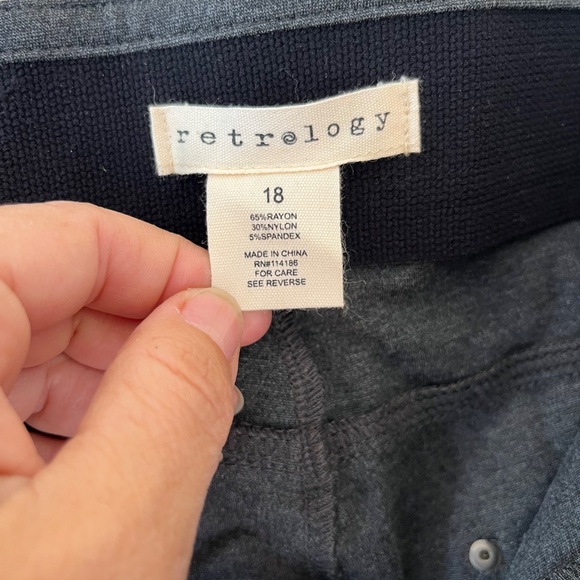 retrology
18
65%RAYON
30%NYLON
5%SPANDEX
MADE IN CHINA
RN#114186
FOR CARE
SEE REVERSE